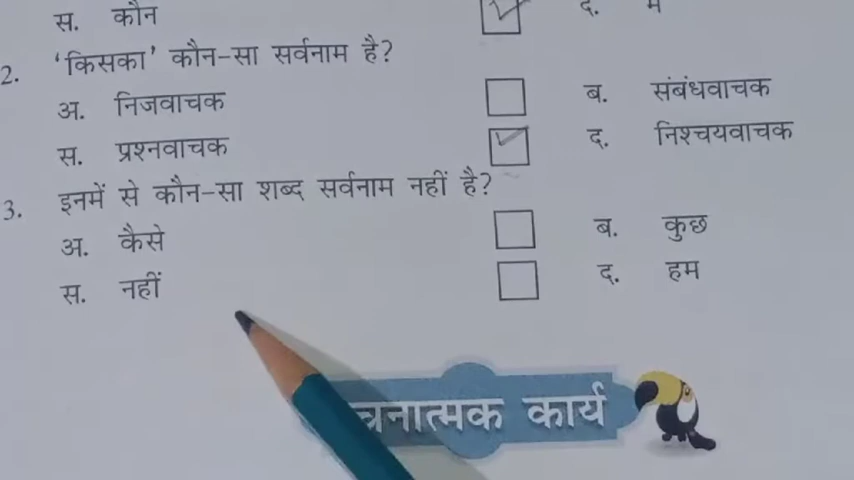 स. कौन द.
2. ‘किसका’ कौन-सा सर्वनाम है?
अ. निजवाचक ब. संबंधवाचक
स. प्रश्नवाचक द. निश्चयवाचक
3. इनमें से कौन-सा शब्द सर्वनाम नहीं है?
अ. कैसे ब. कुछ
स. नहीं द. हम
कार्य